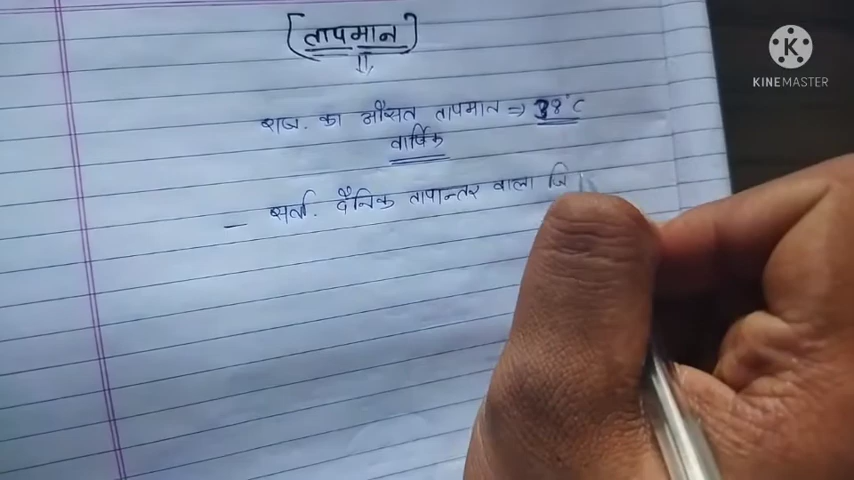 [तापमान]
राज. का औसत तापमान ⇒ 38°C
वार्षिक
- सर्वा. दैनिक तापान्तर वाला जि
K
KINEMASTER